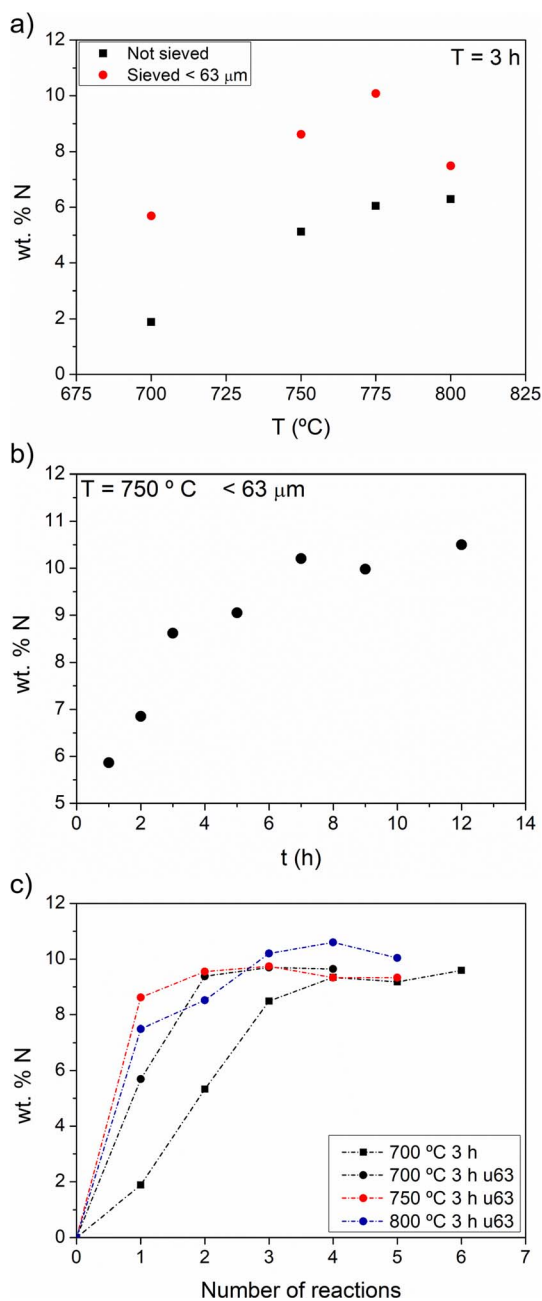 a)
Not sieved
Sieved < 63 μm
T = 3 h
12
10
8
6
4
2
0
wt. % N
675 700 725 750 775 800 825
T (ºC)
b)
T = 750 º C < 63 μm
12
11
10
9
8
7
6
5
wt. % N
0 2 4 6 8 10 12 14
t (h)
c)
12
10
8
6
4
2
0
wt. % N
700 ºC 3 h
700 ºC 3 h u63
750 ºC 3 h u63
800 ºC 3 h u63
0 1 2 3 4 5 6 7
Number of reactions